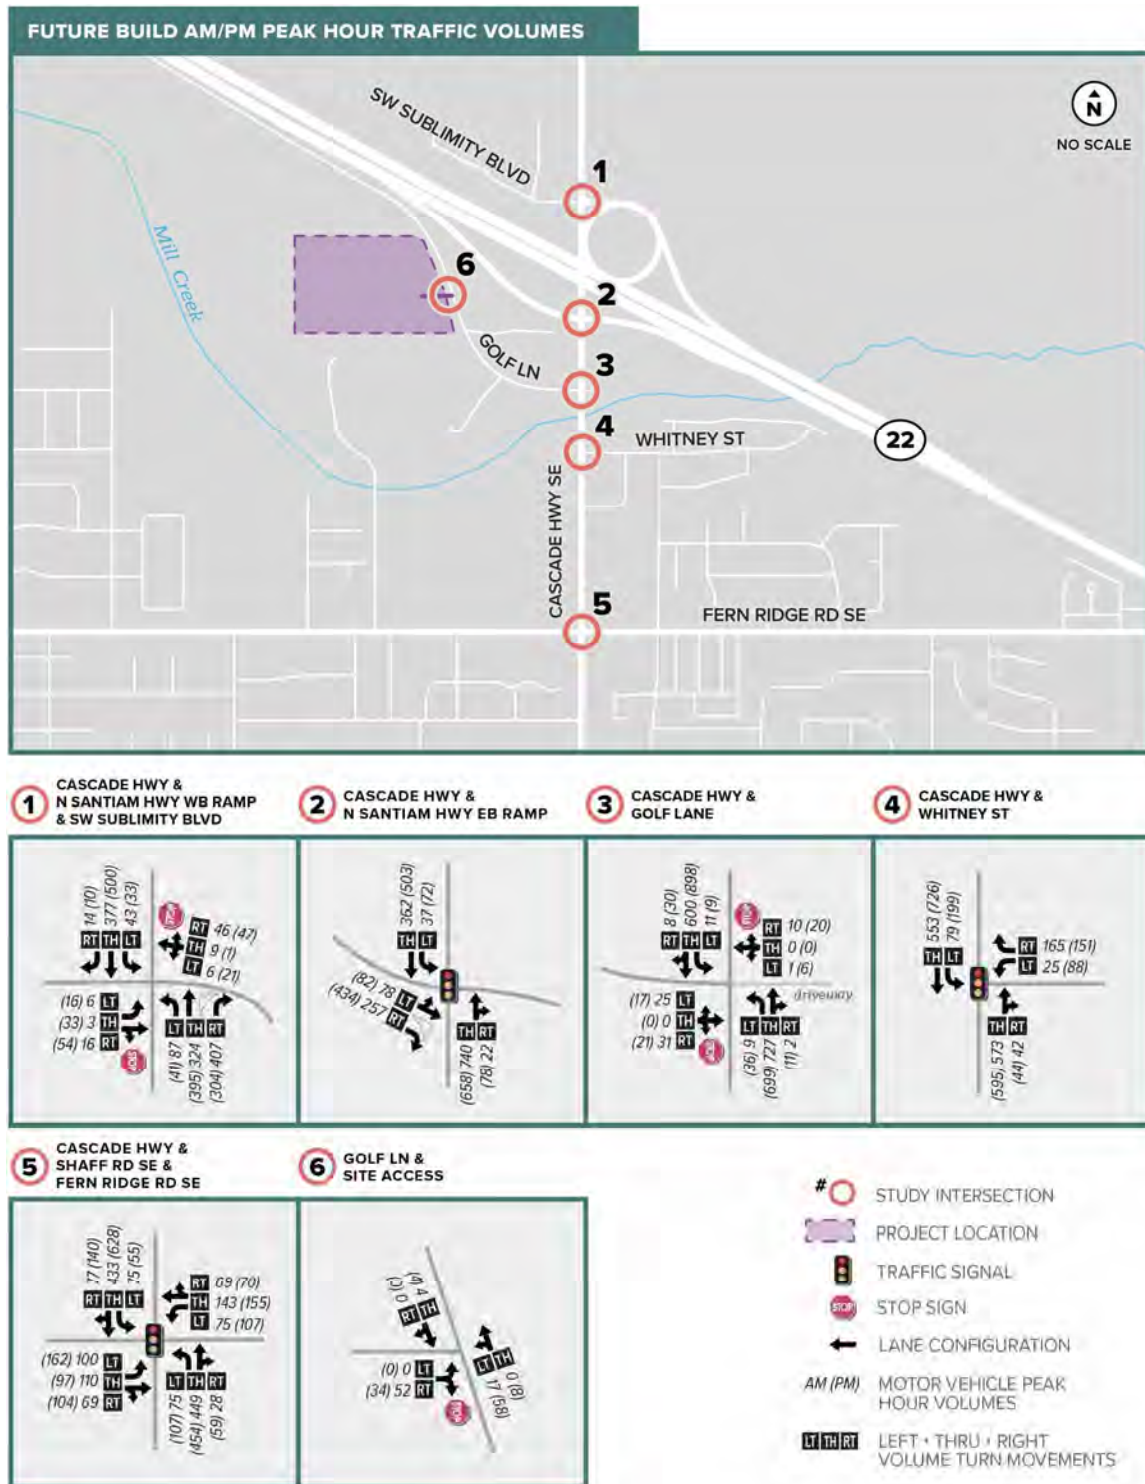 FUTURE BUILD AM/PM PEAK HOUR TRAFFIC VOLUMES
N
NO SCALE
SW SUBLIMITY BLVD
1
Mill Creek
6
2
GOLF LN
3
4
WHITNEY ST
22
CASCADE HWY SE
5
FERN RIDGE RD SE
1 CASCADE HWY &
N SANTIAM HWY WB RAMP
& SW SUBLIMITY BLVD
2 CASCADE HWY &
N SANTIAM HWY EB RAMP
3 CASCADE HWY &
GOLF LANE
4 CASCADE HWY &
WHITNEY ST
14 (10)
377 (500)
43 (33)
RT TH LT
STOP
RT 46 (47)
TH 9 (1)
LT 6 (21)
(16) 6 LT
(33) 3 TH
(54) 16 RT
STOP
LT TH RT
(41) 87
(395) 324
(304) 407
362 (503)
37 (72)
TH LT
(82) 78 LT
(434) 257 RT
TH RT
(658) 740
(78) 22
8 (30)
600 (898)
11 (9)
RT TH LT
STOP
RT 10 (20)
TH 0 (0)
LT 1 (6)
driveway
(17) 25 LT
(0) 0 TH
(21) 31 RT
STOP
LT TH RT
(36) 9
(699) 727
(11) 2
553 (726)
79 (199)
TH LT
RT 165 (151)
LT 25 (88)
TH RT
(595) 573
(44) 42
5 CASCADE HWY &
SHAFF RD SE &
FERN RIDGE RD SE
6 GOLF LN &
SITE ACCESS
(140)
(628)
(55)
RT TH LT
RT 69 (70)
TH 143 (155)
LT 75 (107)
(162) 100 LT
(97) 110 TH
(104) 69 RT
LT TH RT
(107) 75
(454) 449
(59) 28
(0) 0
(4) 4
RT TH
(0) 0 LT
(34) 52 RT
STOP
LT TH
17 (58)
0 (8)
# STUDY INTERSECTION
PROJECT LOCATION
TRAFFIC SIGNAL
STOP STOP SIGN
LANE CONFIGURATION
AM (PM) MOTOR VEHICLE PEAK
HOUR VOLUMES
LT TH RT LEFT • THRU • RIGHT
VOLUME TURN MOVEMENTS